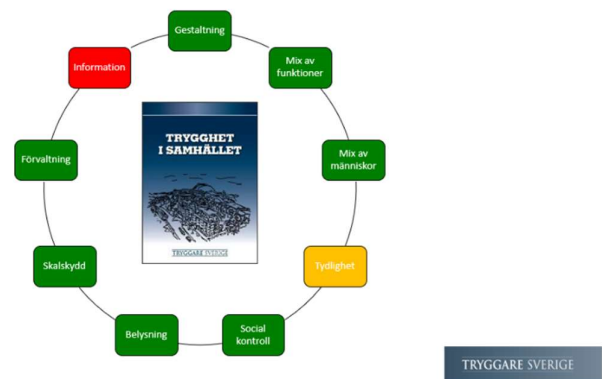 Gestaltning
Mix av
funktioner
Mix av
människor
Tydlighet
Social
kontroll
Belysning
Skalskydd
Förvaltning
Information
TRYGGHET
I SAMHÄLLET
TRYGGARE SVERIGE
TRYGGARE SVERIGE